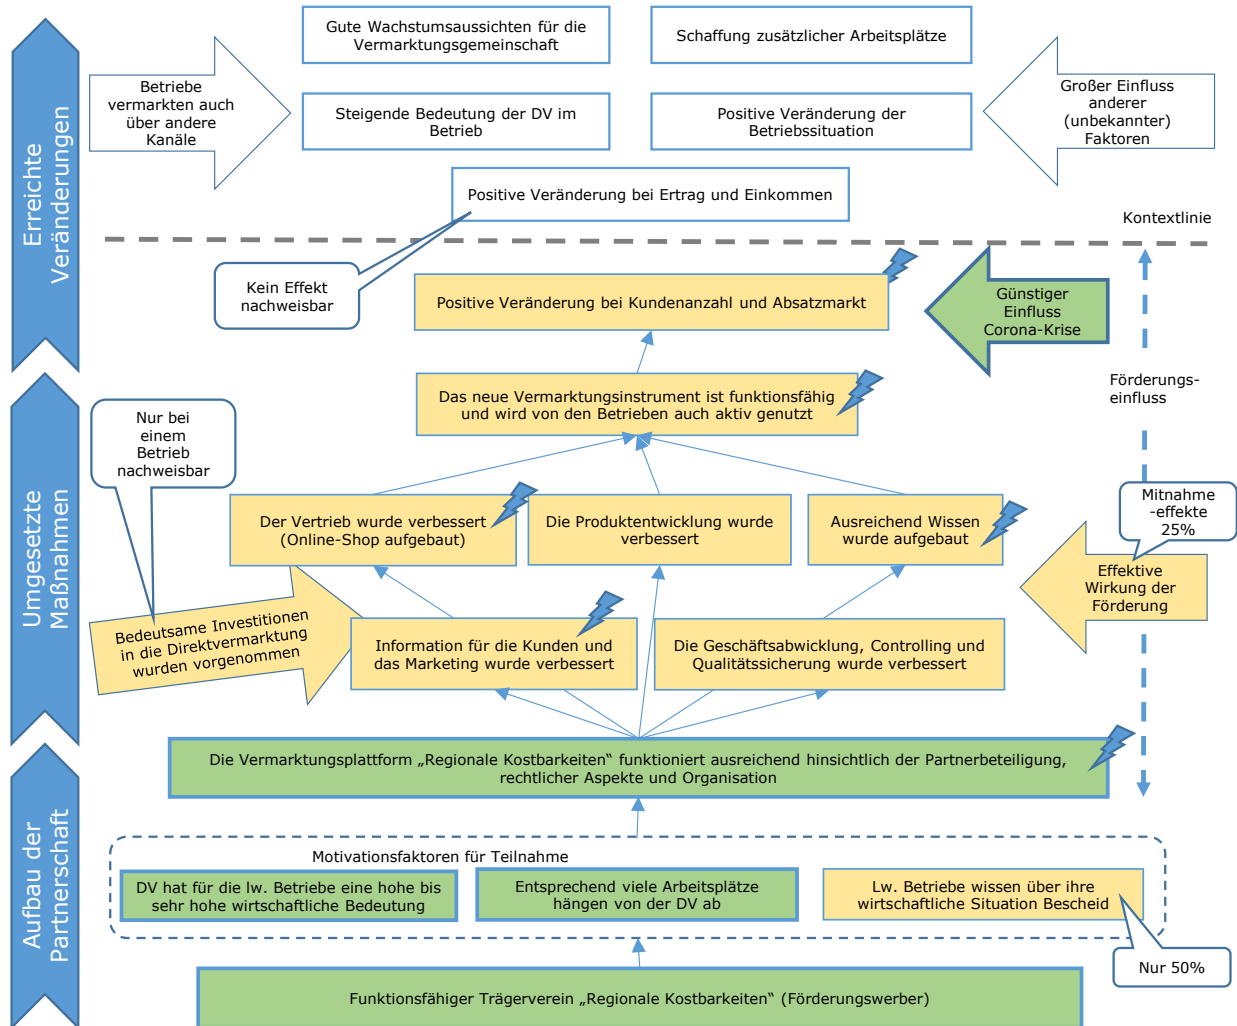 Erreichte
Veränderungen
Gute Wachstumsaussichten für die
Vermarktungsgemeinschaft
Schaffung zusätzlicher Arbeitsplätze
Betriebe
vermarkten auch
über andere
Kanäle
Steigende Bedeutung der DV im
Betrieb
Positive Veränderung der
Betriebssituation
Großer Einfluss
anderer
(unbekannter)
Faktoren
Positive Veränderung bei Ertrag und Einkommen
Kontextlinie
Kein Effekt
nachweisbar
Positive Veränderung bei Kundenanzahl und Absatzmarkt
Günstiger
Einfluss
Corona-Krise
Förderungs-
einfluss
Umgesetzte
Maßnahmen
Das neue Vermarktungsinstrument ist funktionsfähig
und wird von den Betrieben auch aktiv genutzt
Nur bei
einem
Betrieb
nachweisbar
Der Vertrieb wurde verbessert
(Online-Shop aufgebaut)
Die Produktentwicklung wurde
verbessert
Ausreichend Wissen
wurde aufgebaut
Mitnahme
-effekte
25%
Effektive
Wirkung der
Förderung
Bedeutsame Investitionen
in die Direktvermarktung
wurden vorgenommen
Information für die Kunden und
das Marketing wurde verbessert
Die Geschäftsabwicklung, Controlling und
Qualitätssicherung wurde verbessert
Aufbau der
Partnerschaft
Die Vermarktungsplattform „Regionale Kostbarkeiten“ funktioniert ausreichend hinsichtlich der Partnerbeteiligung,
rechtlicher Aspekte und Organisation
Motivationsfaktoren für Teilnahme
DV hat für die lw. Betriebe eine hohe bis
sehr hohe wirtschaftliche Bedeutung
Entsprechend viele Arbeitsplätze
hängen von der DV ab
Lw. Betriebe wissen über ihre
wirtschaftliche Situation Bescheid
Nur 50%
Funktionsfähiger Trägerverein „Regionale Kostbarkeiten“ (Förderungswerber)